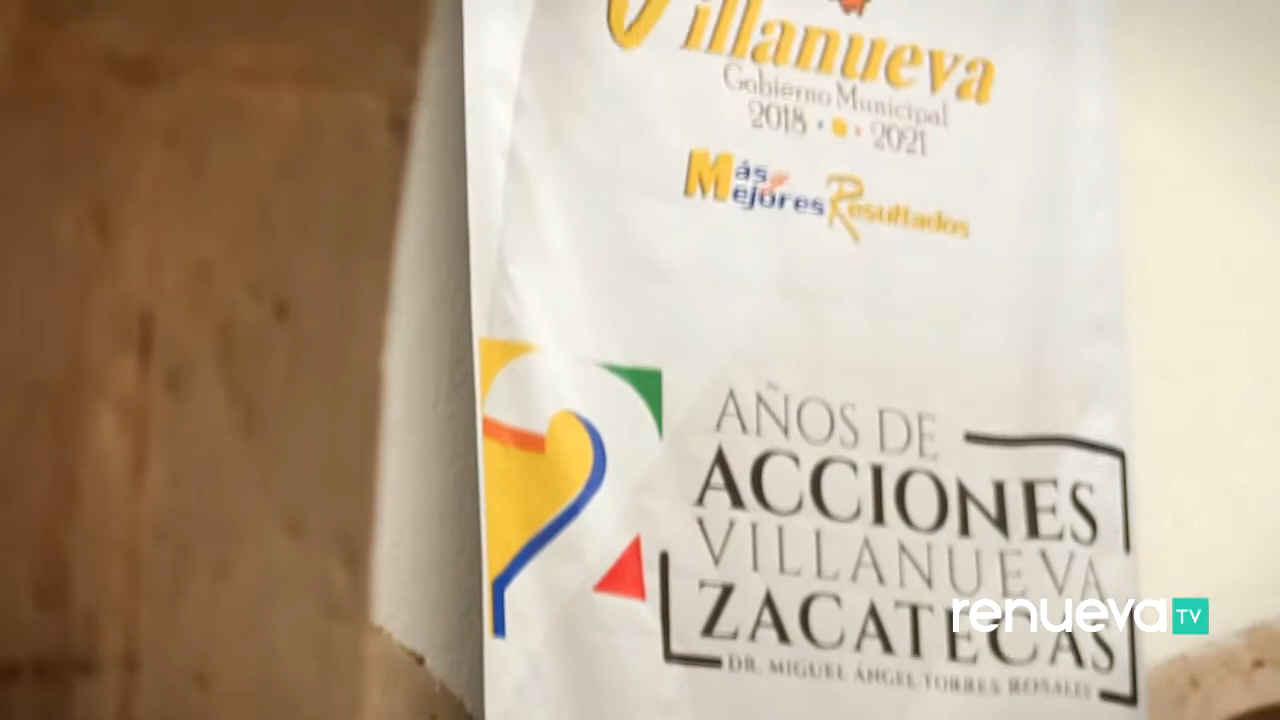 Villanueva
Gobierno Municipal
2018 · 2021
Más y
Mejores Resultados
2
AÑOS DE
ACCIONES
VILLANUEVA
ZACATECAS
DR. MIGUEL ÁNGEL TORRES ROSALES
renueva TV